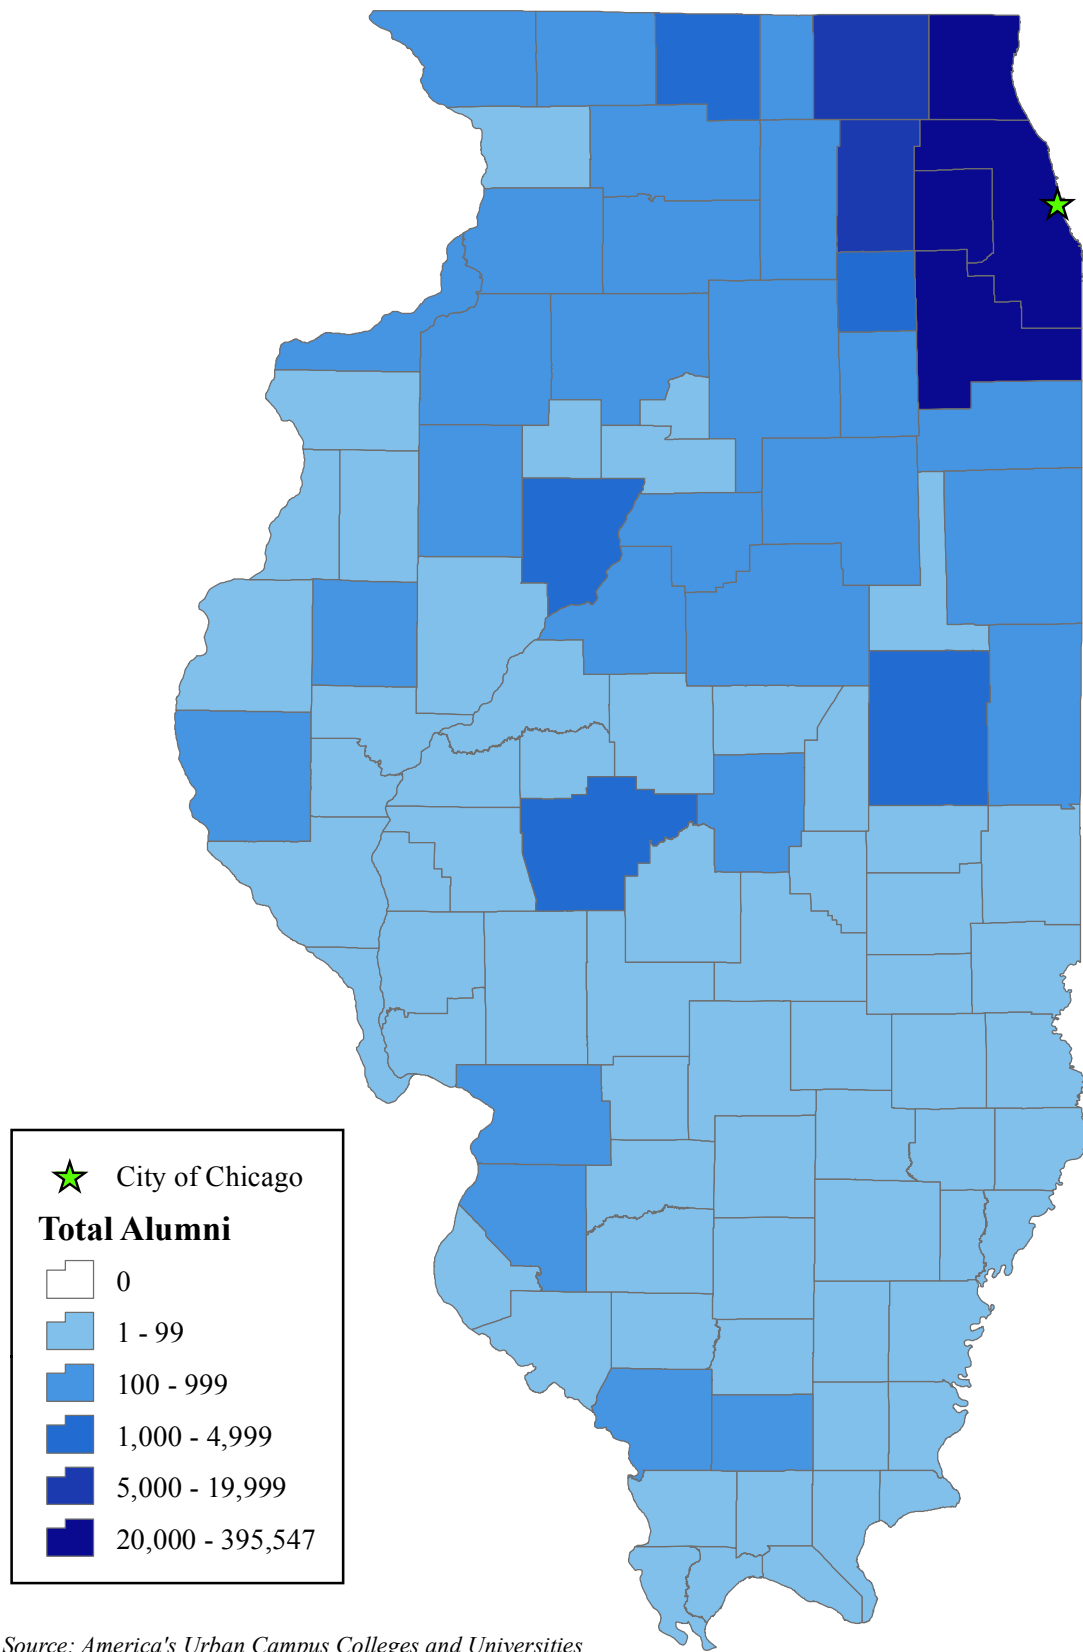 City of Chicago
Total Alumni
0
1 - 99
100 - 999
1,000 - 4,999
5,000 - 19,999
20,000 - 395,547
Source: America's Urban Campus Colleges and Universities